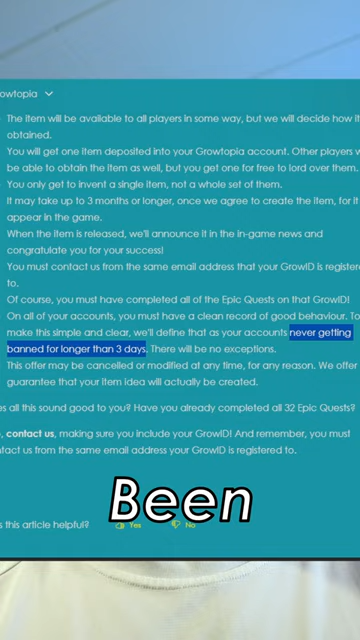 owtopia
The item will be available to all players in some way, but we will decide how it
obtained.
You will get one item deposited into your Growtopia account. Other players w
be able to obtain the item as well, but you get one for free to lord over them.
You only get to invent a single item, not a whole set of them.
It may take up to 3 months or longer, once we agree to create the item, for it
appear in the game.
When the item is released, we'll announce it in the in-game news and
congratulate you for your success!
You must contact us from the same email address that your GrowID is registere
to.
Of course, you must have completed all of the Epic Quests on that GrowID!
On all of your accounts, you must have a clean record of good behaviour. To
make this simple and clear, we'll define that as your accounts never getting
banned for longer than 3 days. There will be no exceptions.
This offer may be cancelled or modified at any time, for any reason. We offer
guarantee that your item idea will actually be created.
es all this sound good to you? Have you already completed all 32 Epic Quests?
, contact us, making sure you include your GrowID! And remember, you must
ntact us from the same email address your GrowID is registered to.
Been
s this article helpful? Yes No